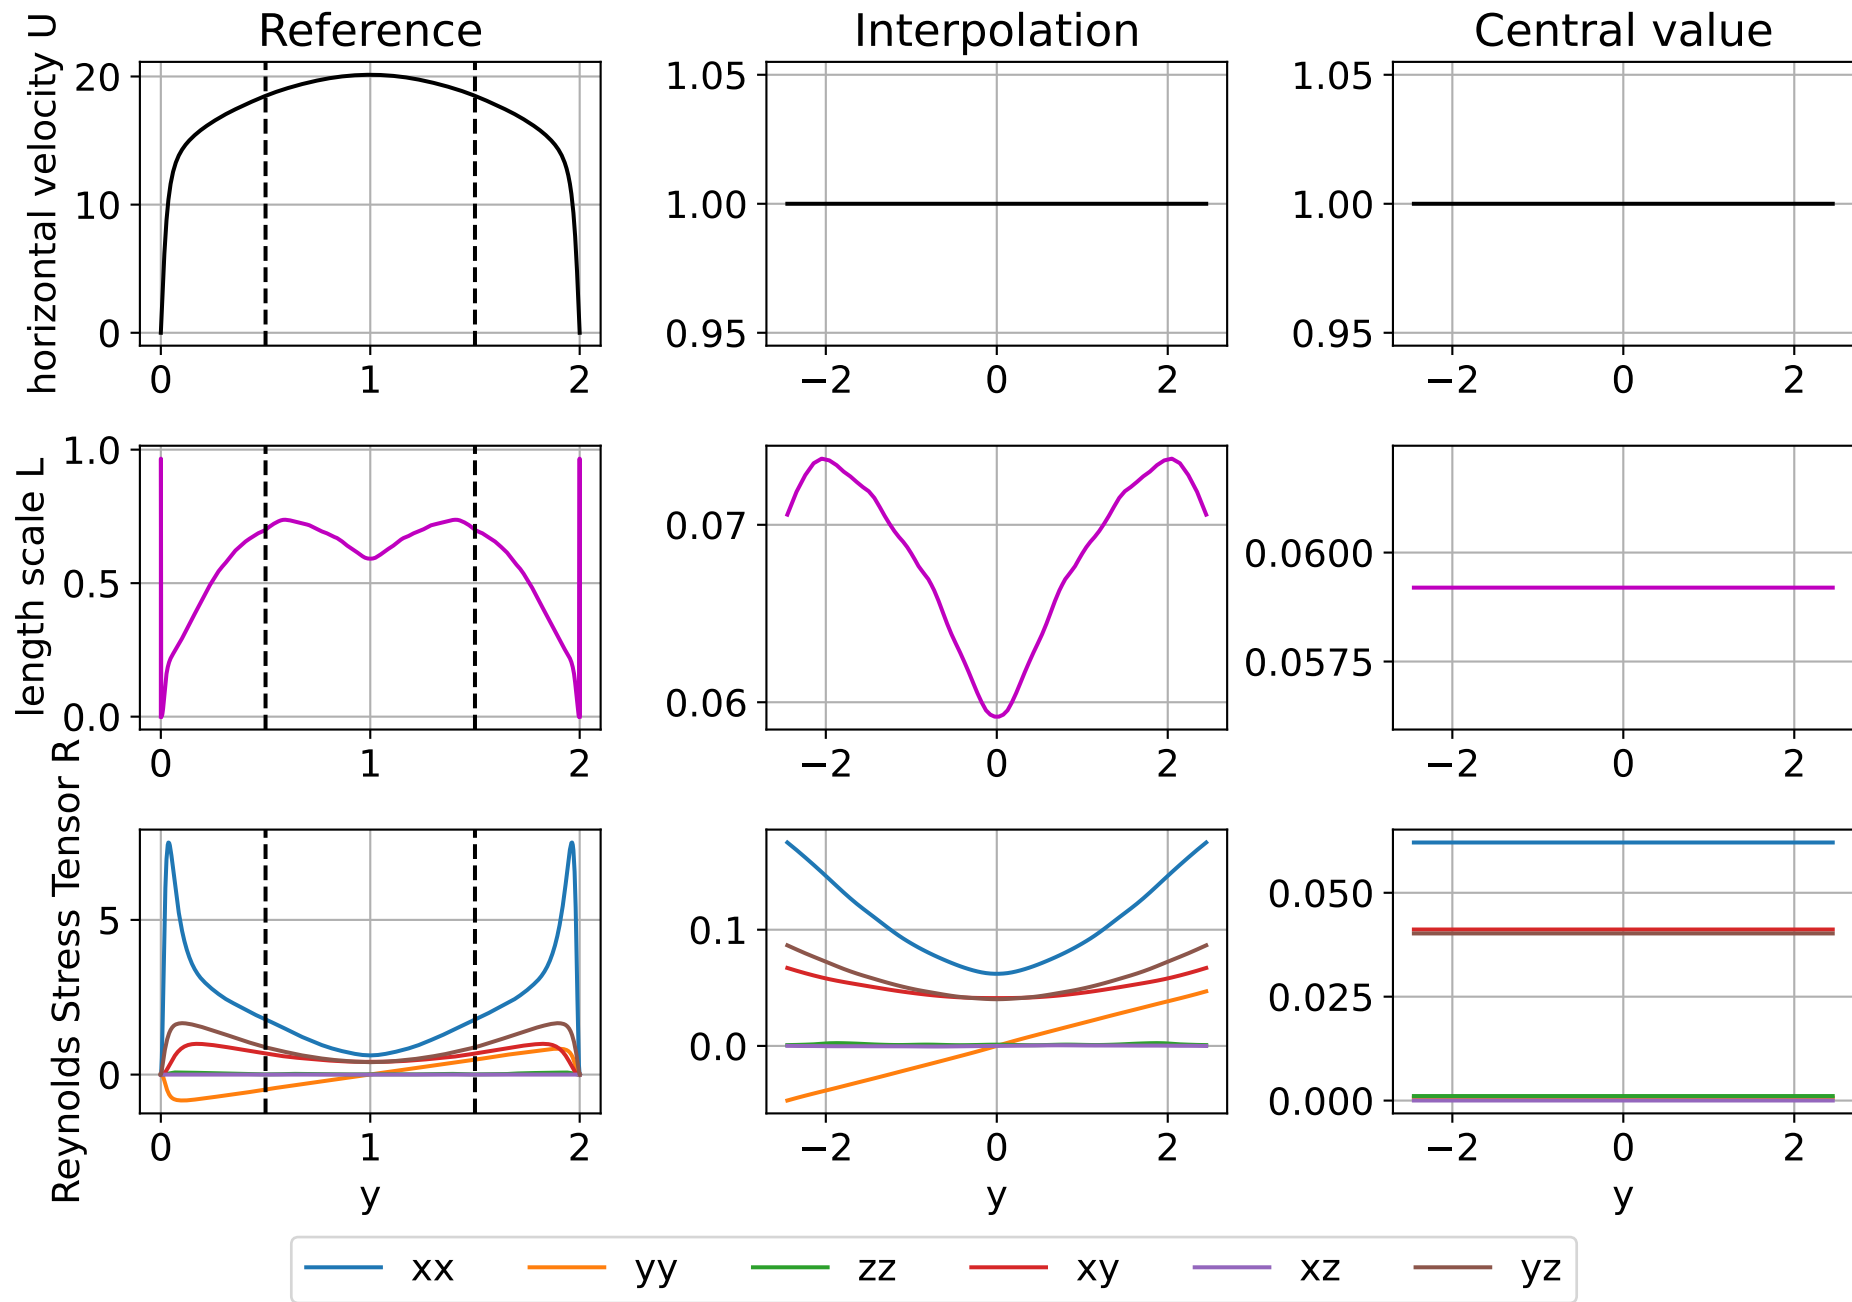 Reference Interpolation Central value
horizontal velocity U
20
10
0
0 1 2
1.05
1.00
0.95
−2 0 2
1.05
1.00
0.95
−2 0 2
length scale L
1.0
0.5
0.0
0 1 2
0.07
0.06
−2 0 2
0.0600
0.0575
−2 0 2
Reynolds Stress Tensor R
5
0
0 1 2
y
0.1
0.0
−2 0 2
y
0.050
0.025
0.000
−2 0 2
y
xx yy zz xy xz yz